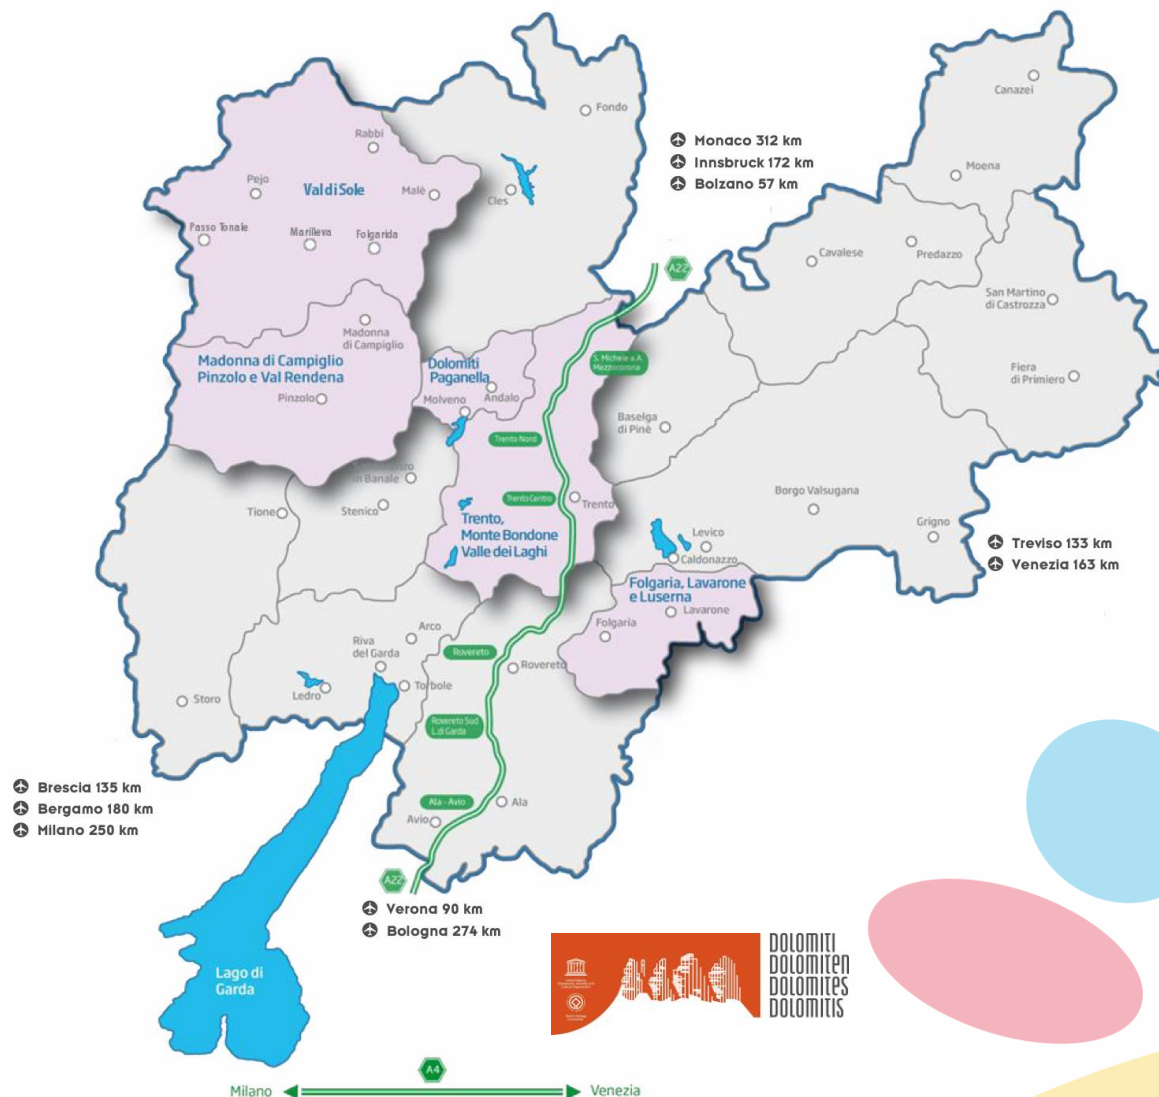 Canazei
Fondo
Monaco 312 km
Innsbruck 172 km
Bolzano 57 km
Rabbi
Moena
Pejo
Val di Sole
Malè
Cles
Passo Tonale
Marilleva
Folgarida
Cavalese
Predazzo
A22
San Martino
di Castrozza
Madonna
di Campiglio
Madonna di Campiglio
Pinzolo e Val Rendena
Dolomiti
Paganella
S. Michele a.A.
Mezzocorona
Fiera
di Primiero
Pinzolo
Molveno
Andalo
Baselga
di Pinè
Trento Nord
in Banale
Stenico
Tione
Trento Centro
Trento
Borgo Valsugana
Trento,
Monte Bondone
Valle dei Laghi
Grigno
Levico
Caldonazzo
Treviso 133 km
Venezia 163 km
Folgaria, Lavarone
e Luserna
Lavarone
Folgaria
Arco
Riva
del Garda
Rovereto
Rovereto
Torbole
Ledro
Storo
Rovereto Sud
L. di Garda
Brescia 135 km
Bergamo 180 km
Milano 250 km
Ala - Avio
Ala
Avio
A22
Verona 90 km
Bologna 274 km
Lago di
Garda
DOLOMITI
DOLOMITEN
DOLOMITES
DOLOMITIS
A4
Milano
Venezia